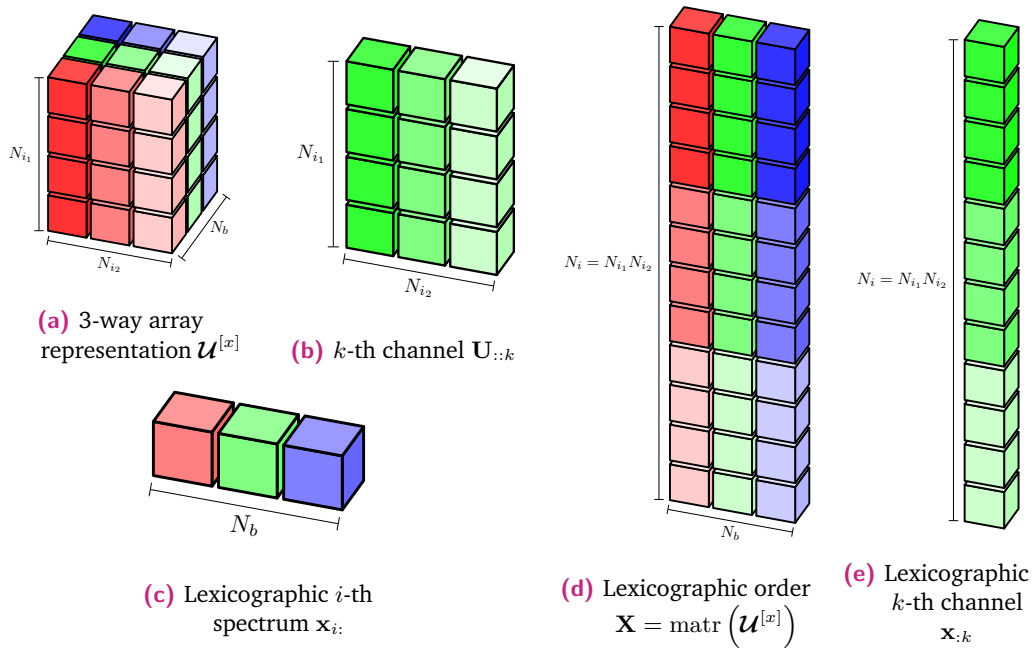 N_{i_1}
N_{i_2}
N_b
(a) 3-way array
representation 𝓤^{[x]}
N_{i_1}
N_{i_2}
(b) k-th channel U_{::k}
N_b
(c) Lexicographic i-th
spectrum x_{i:}
N_i = N_{i_1}N_{i_2}
N_b
(d) Lexicographic order
X = matr(𝓤^{[x]})
N_i = N_{i_1}N_{i_2}
(e) Lexicographic
k-th channel
x_{:k}